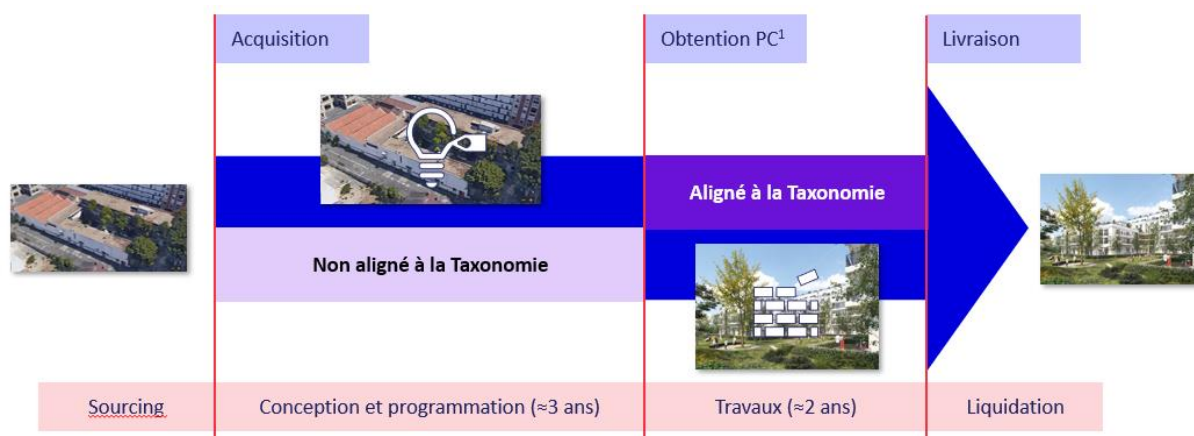 Acquisition
Obtention PC¹
Livraison
Aligné à la Taxonomie
Non aligné à la Taxonomie
Sourcing
Conception et programmation (≈3 ans)
Travaux (≈2 ans)
Liquidation